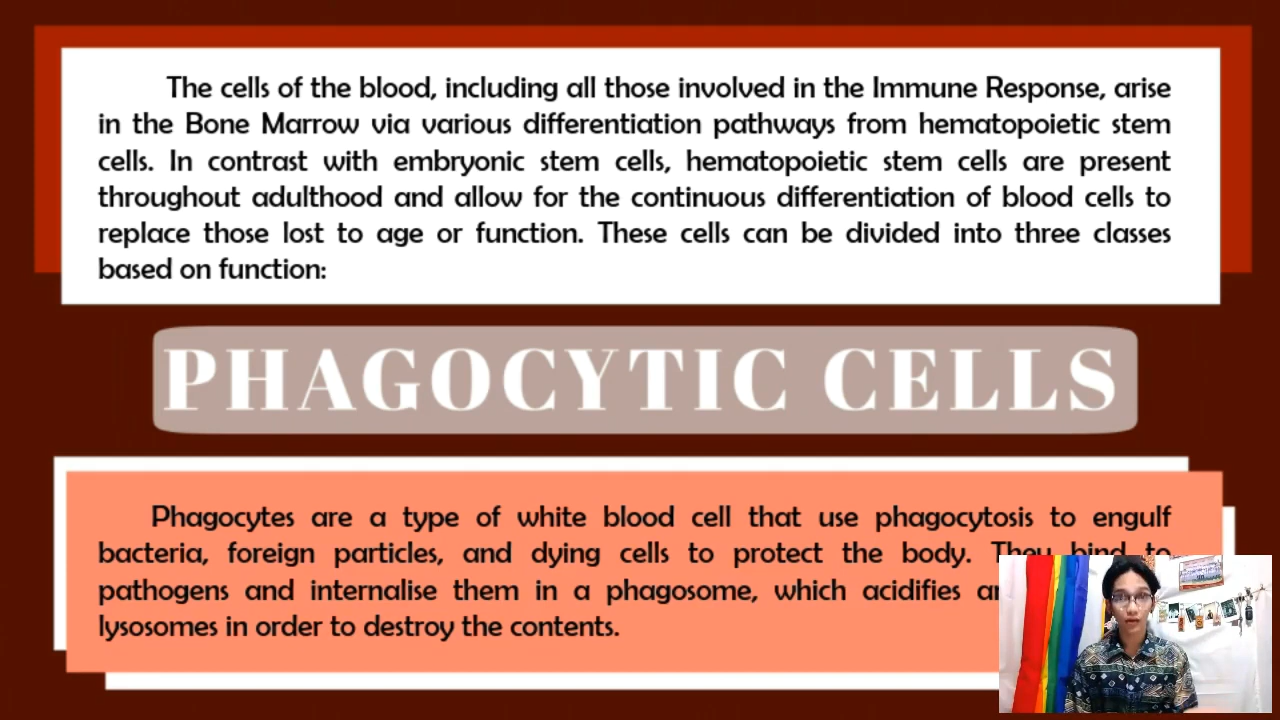 The cells of the blood, including all those involved in the Immune Response, arise
in the Bone Marrow via various differentiation pathways from hematopoietic stem
cells. In contrast with embryonic stem cells, hematopoietic stem cells are present
throughout adulthood and allow for the continuous differentiation of blood cells to
replace those lost to age or function. These cells can be divided into three classes
based on function:
PHAGOCYTIC CELLS
Phagocytes are a type of white blood cell that use phagocytosis to engulf
bacteria, foreign particles, and dying cells to protect the body. They bind to
pathogens and internalise them in a phagosome, which acidifies
lysosomes in order to destroy the contents.